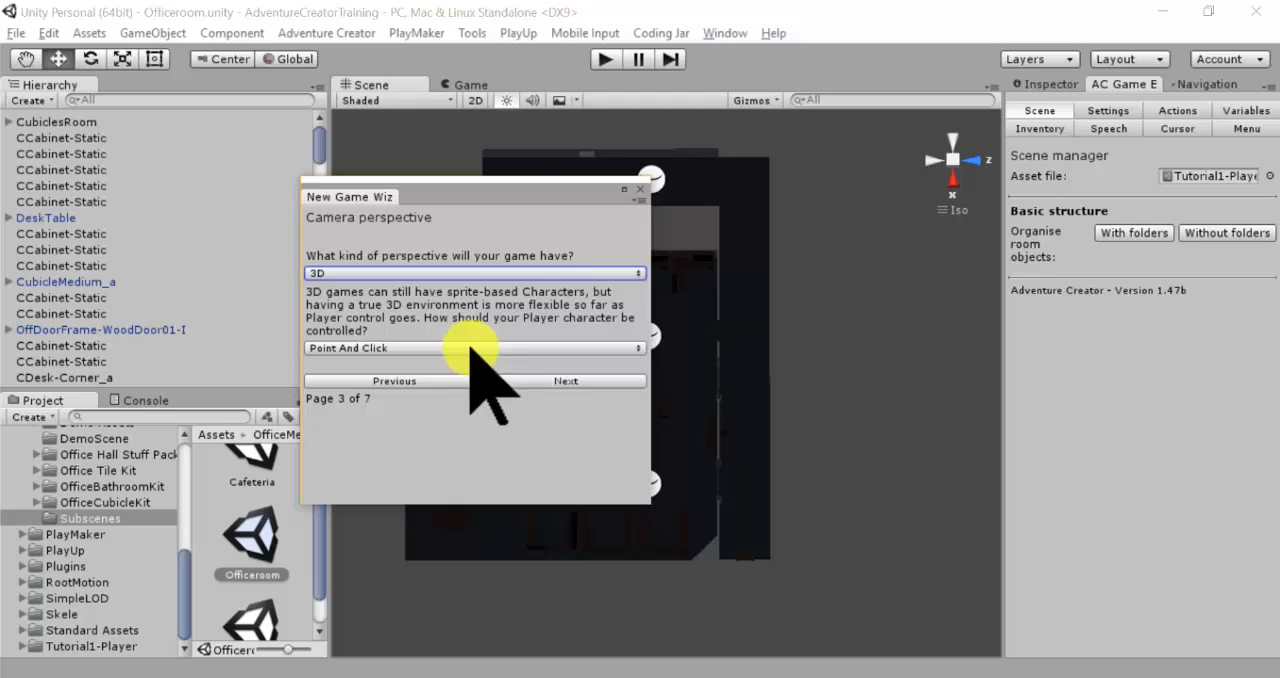 Unity Personal (64bit) - Officeroom.unity - AdventureCreatorTraining - PC, Mac & Linux Standalone <DX9>
File Edit Assets GameObject Component Adventure Creator PlayMaker Tools PlayUp Mobile Input Coding Jar Window Help
Center Global Layers Layout Account
Hierarchy
Create All
CubiclesRoom
CCabinet-Static
CCabinet-Static
CCabinet-Static
CCabinet-Static
CCabinet-Static
DeskTable
CCabinet-Static
CCabinet-Static
CCabinet-Static
CubicleMedium_a
CCabinet-Static
CCabinet-Static
OffDoorFrame-WoodDoor01-I
CCabinet-Static
CCabinet-Static
CDesk-Corner_a
Scene Game
Shaded 2D Gizmos All
z
x
Iso
New Game Wiz
Camera perspective
What kind of perspective will your game have?
3D
3D games can still have sprite-based Characters, but
having a true 3D environment is more flexible so far as
Player control goes. How should your Player character be
controlled?
Point And Click
Previous Next
Page 3 of 7
Project Console
Create
DemoScene
Office Hall Stuff Pack
Office Tile Kit
OfficeBathroomKit
OfficeCubicleKit
Subscenes
PlayMaker
PlayUp
Plugins
RootMotion
SimpleLOD
Skele
Standard Assets
Tutorial1-Player
Assets OfficeMe
Cafeteria
Officeroom
Officer
Inspector AC Game E Navigation
Scene Settings Actions Variables
Inventory Speech Cursor Menu
Scene manager
Asset file: Tutorial1-Playe
Basic structure
Organise
room
objects:
With folders Without folders
Adventure Creator - Version 1.47b